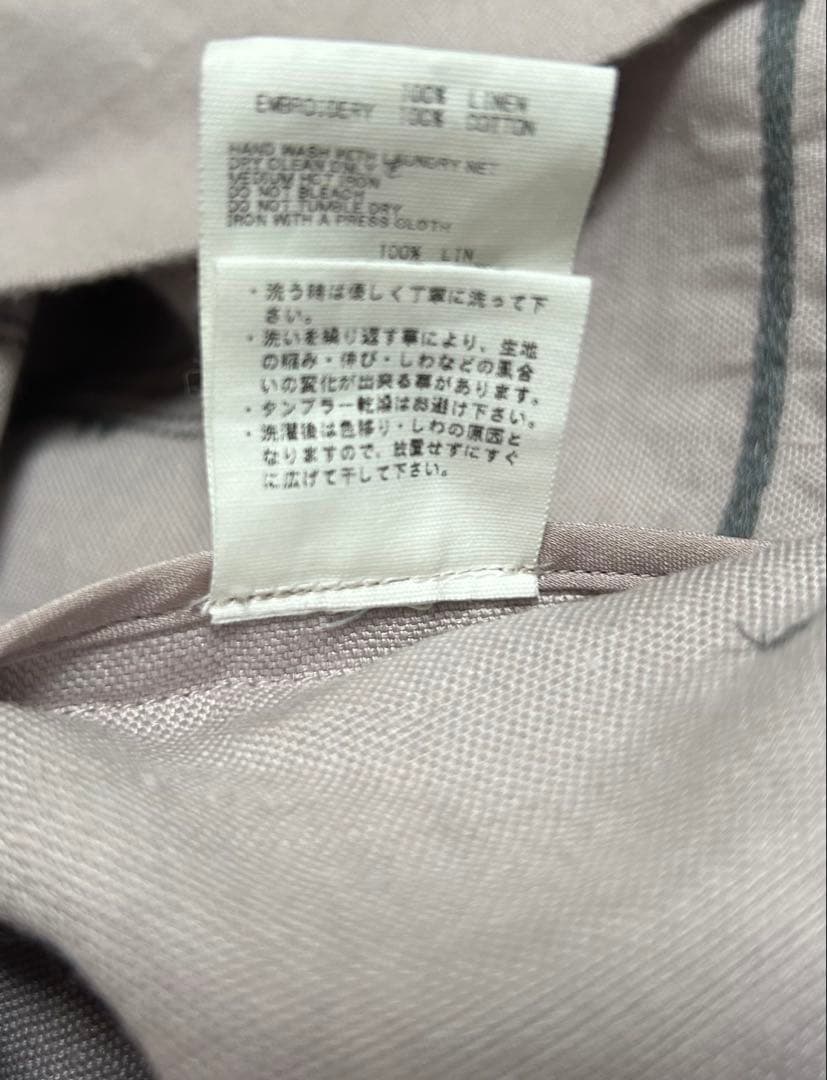 100% LINEN
EMBROIDERY 100% COTTON
HAND WASH WITH LAUNDRY NET
DRY CLEAN ONLY
MEDIUM HOT IRON
DO NOT BLEACH
DO NOT TUMBLE DRY
IRON WITH A PRESS CLOTH
100% LIN
・洗う時は優しく丁寧に洗って下
さい。
・洗いを繰り返す事により、生地
の縮み・伸び・しわなどの風合
いの変化が出来る事があります。
・タンブラー乾燥はお避け下さい。
・洗濯後は色移り・しわの原因と
なりますので、放置せずにすぐ
に広げて干して下さい。